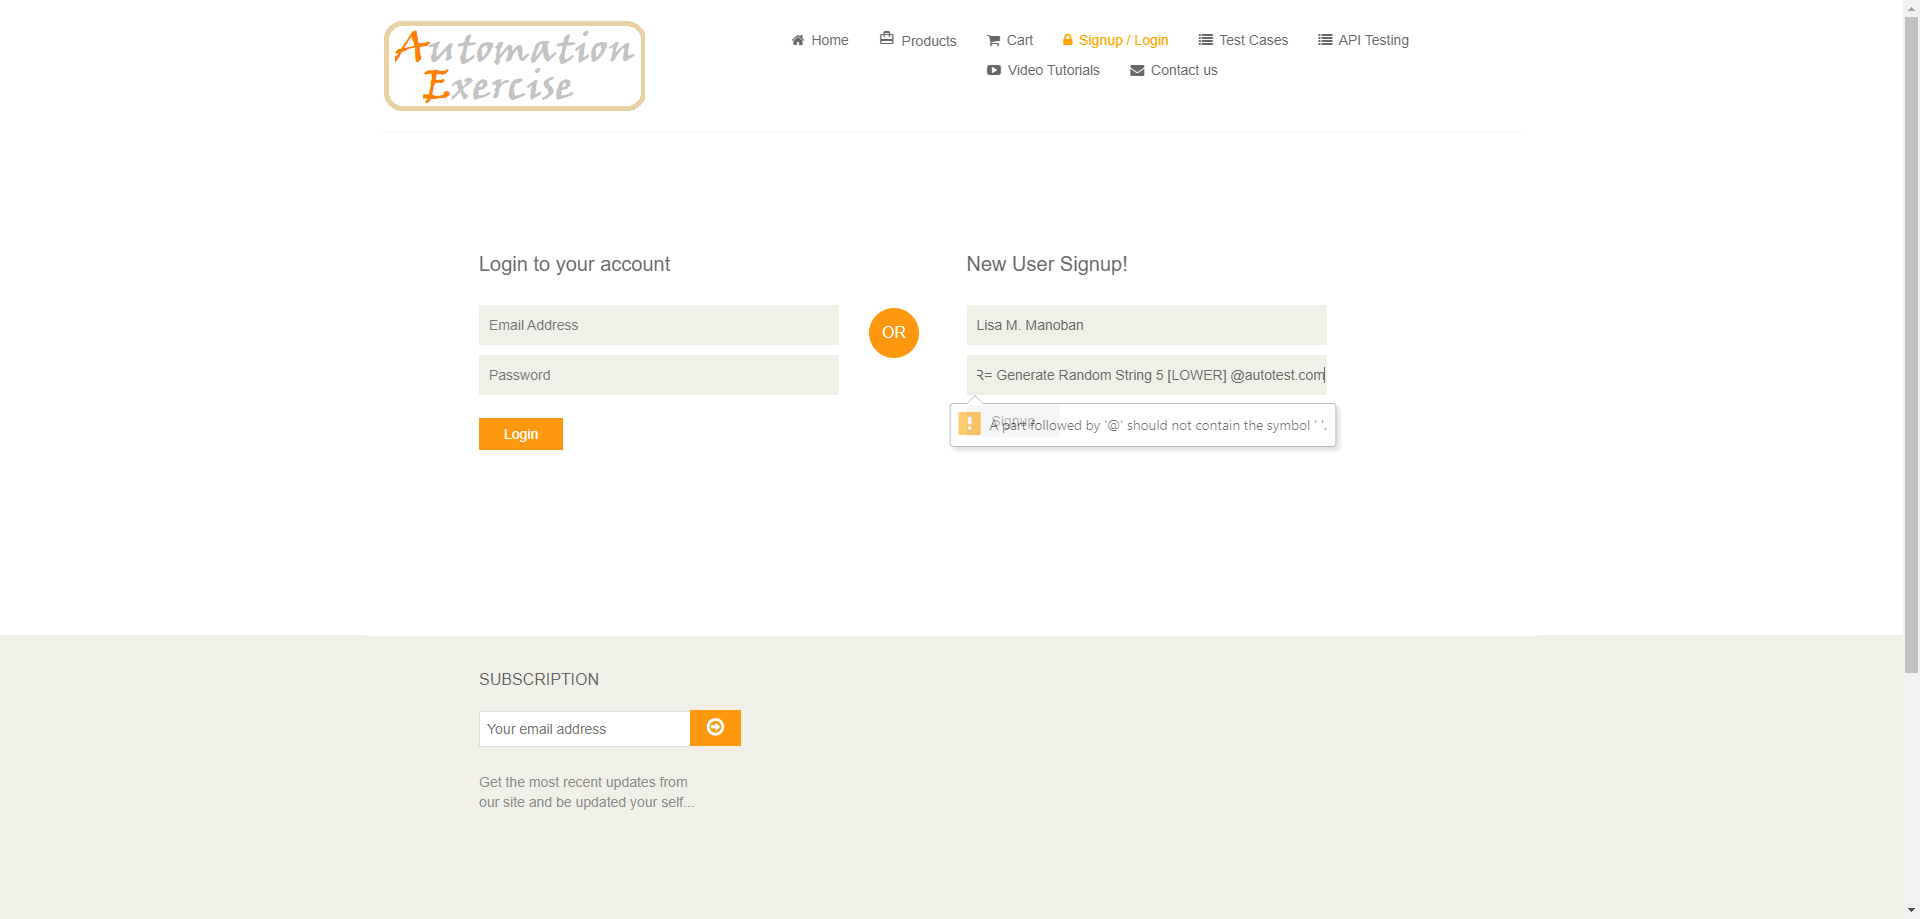 Automation
Exercise
Home
Products
Cart
Signup / Login
Test Cases
API Testing
Video Tutorials
Contact us
Login to your account
Email Address
Password
Login
OR
New User Signup!
Lisa M. Manoban
R= Generate Random String 5 [LOWER] @autotest.com
Signup
A part followed by '@' should not contain the symbol ' '.
SUBSCRIPTION
Your email address
Get the most recent updates from
our site and be updated your self...